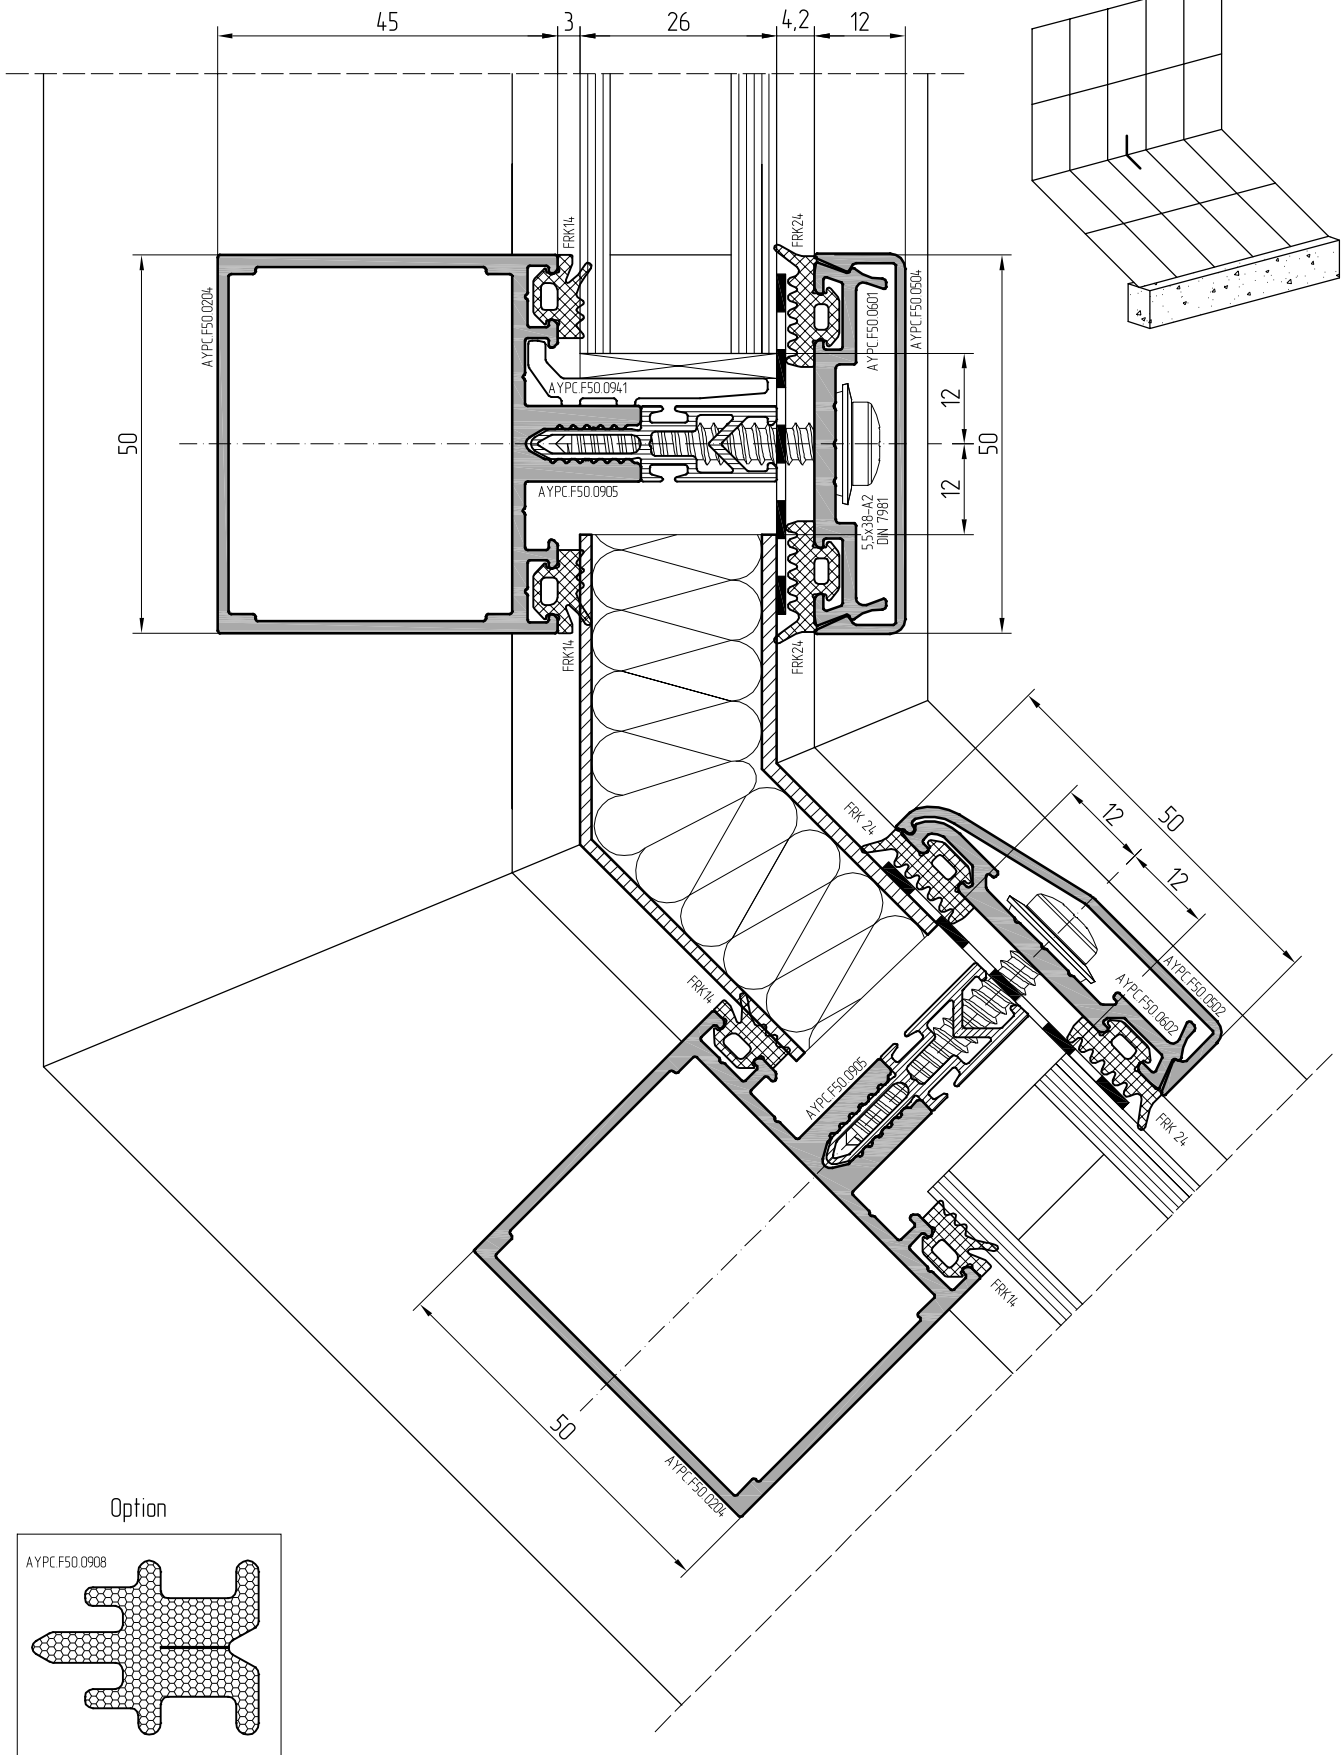 45
3
26
4,2
12
FRK14
FRK24
AYPC.F50.0204
AYPC.F50.0601
AYPC.F50.0504
AYPC.F50.0941
12
50
50
12
AYPC.F50.0905
5,5x38-A2
DIN 7981
FRK14
FRK24
FRK 24
12
50
12
AYPC.F50.0502
AYPC.F50.0602
FRK14
AYPC.F50.0905
FRK 24
FRK14
50
AYPC.F50.0204
Option
AYPC.F50.0908